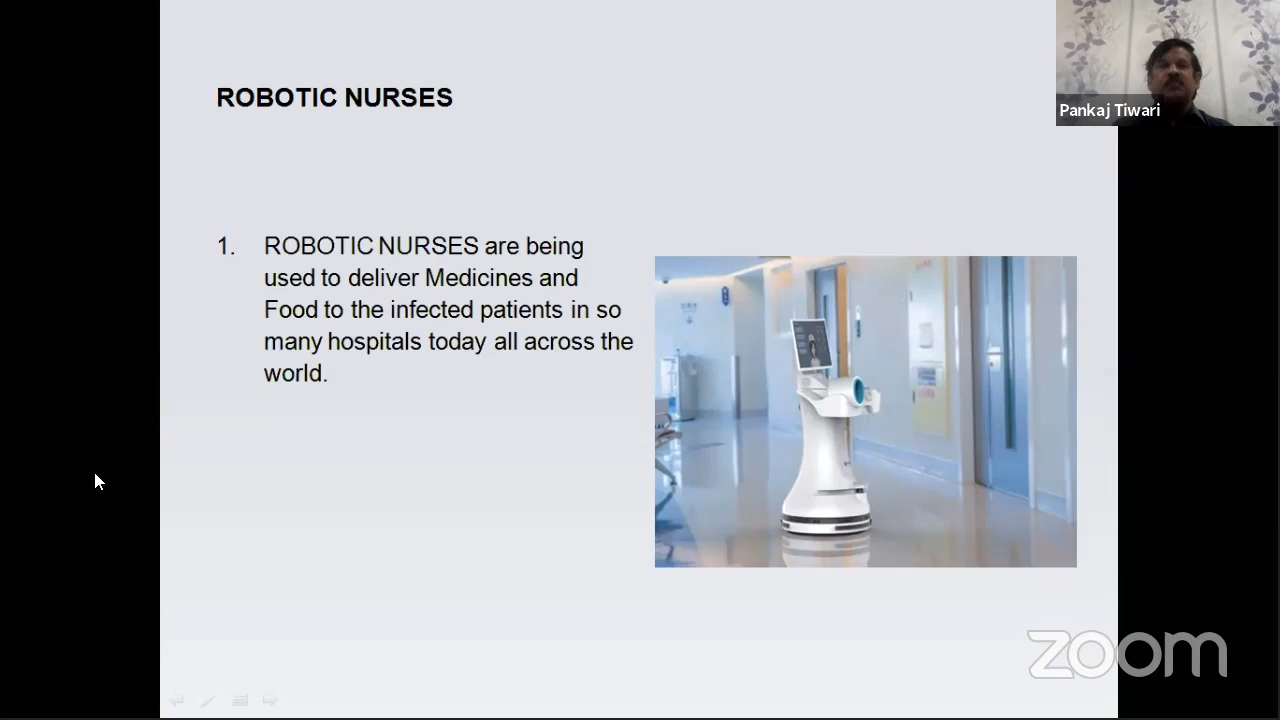 ROBOTIC NURSES
Pankaj Tiwari
1. ROBOTIC NURSES are being
used to deliver Medicines and
Food to the infected patients in so
many hospitals today all across the
world.
zoom